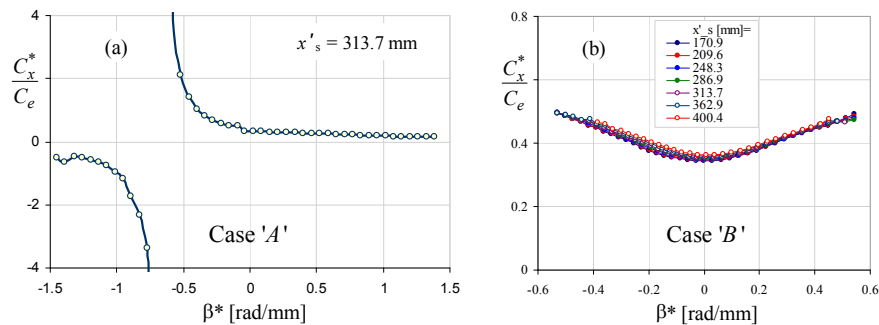 (a)
x's = 313.7 mm
C*x
Ce
4
2
0
-2
-4
Case 'A'
-1.5 -1 -0.5 0 0.5 1 1.5
β* [rad/mm]
(b)
x'_s [mm]=
170.9
209.6
248.3
286.9
313.7
362.9
400.4
C*x
Ce
0.8
0.6
0.4
0.2
0
Case 'B'
-0.6 -0.4 -0.2 0 0.2 0.4 0.6
β* [rad/mm]